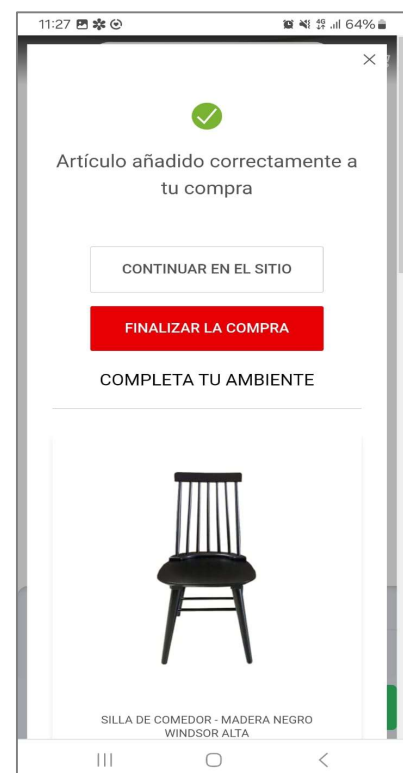 11:27
64%
Artículo añadido correctamente a
tu compra
CONTINUAR EN EL SITIO
FINALIZAR LA COMPRA
COMPLETA TU AMBIENTE
SILLA DE COMEDOR - MADERA NEGRO
WINDSOR ALTA